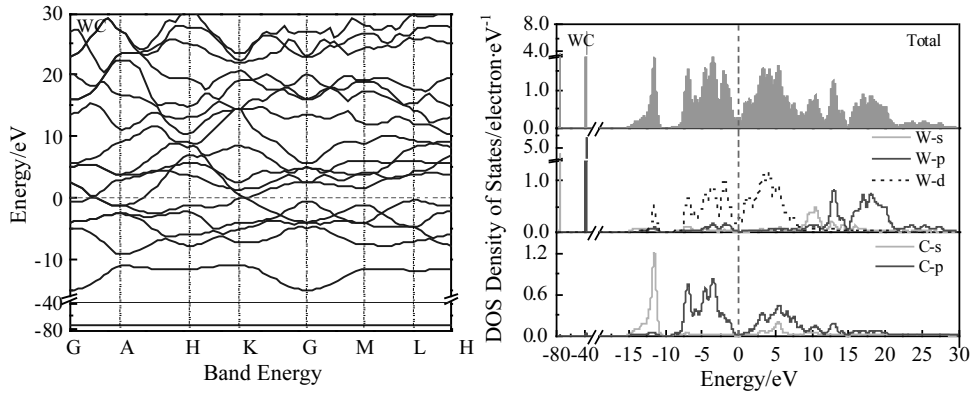 30
20
10
0
-10
-40
-80
Energy/eV
WC
G A H K G M L H
Band Energy
DOS Density of States/electron·eV-1
8.0
4.0
1.0
0.0
WC
Total
5.0
1.0
0.0
W-s
W-p
W-d
1.2
0.6
0.0
C-s
C-p
-80 -40 -15 -10 -5 0 5 10 15 20 25 30
Energy/eV